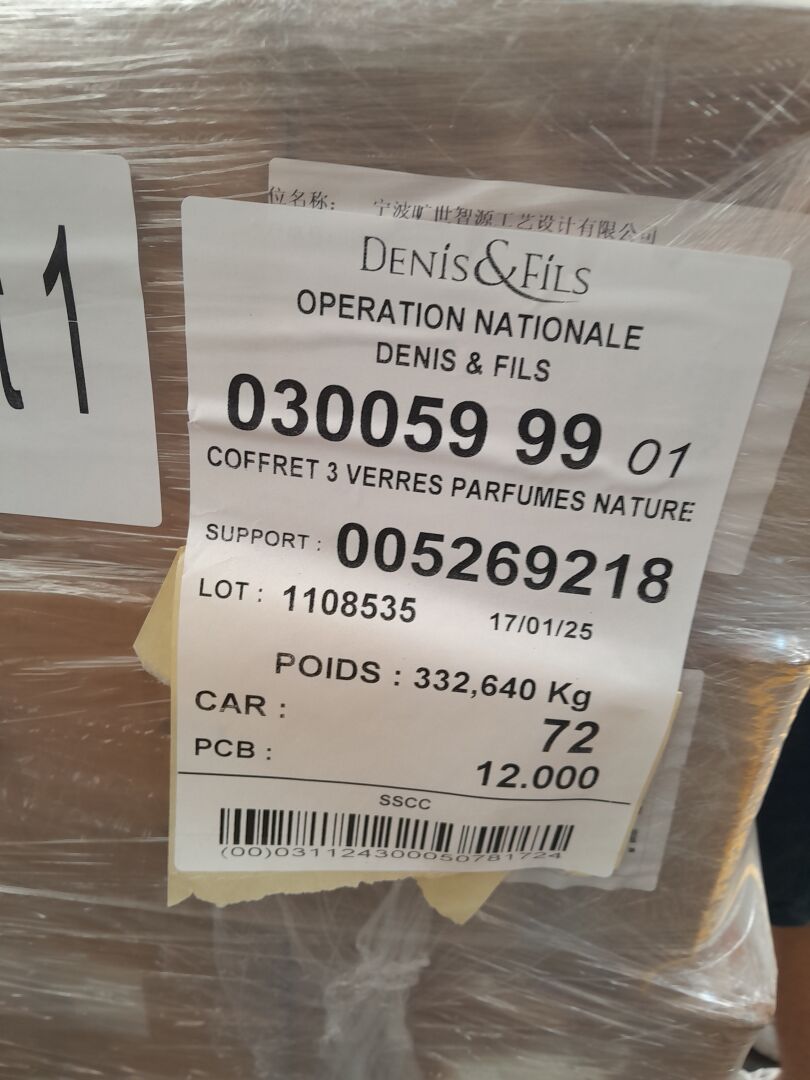 位名称： 宁波旷世智源工艺设计有限公司
1
DENIS & FILS
OPERATION NATIONALE
DENIS & FILS
030059 99 01
COFFRET 3 VERRES PARFUMES NATURE
SUPPORT : 005269218
LOT : 1108535 17/01/25
POIDS : 332,640 Kg
CAR : 72
PCB : 12.000
SSCC
(00)031124300050781724